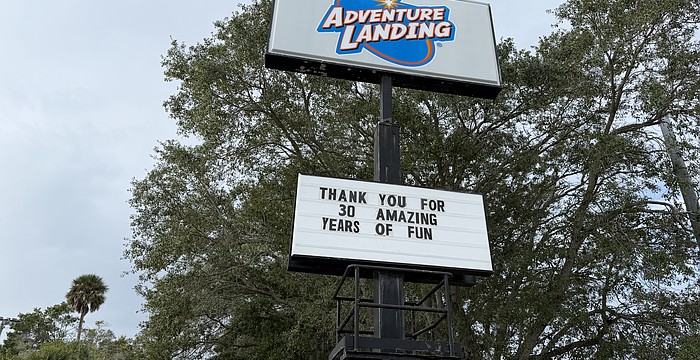 ADVENTURE
LANDING
THANK YOU FOR
30 AMAZING
YEARS OF FUN